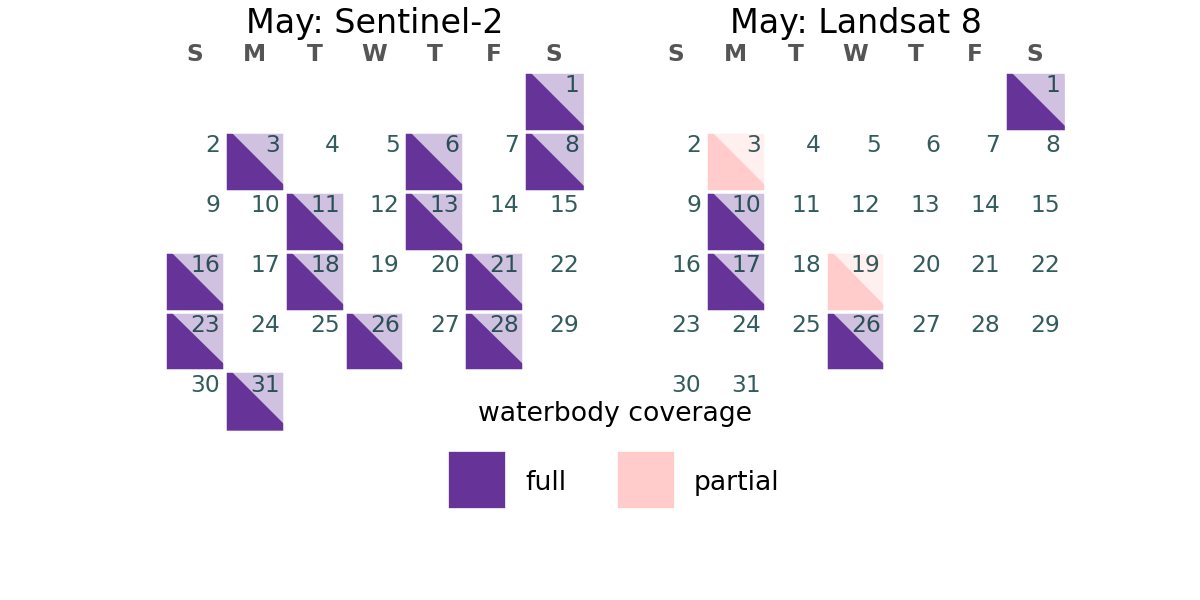 May: Sentinel-2
S M T W T F S
1
2 3 4 5 6 7 8
9 10 11 12 13 14 15
16 17 18 19 20 21 22
23 24 25 26 27 28 29
30 31
May: Landsat 8
S M T W T F S
1
2 3 4 5 6 7 8
9 10 11 12 13 14 15
16 17 18 19 20 21 22
23 24 25 26 27 28 29
30 31
waterbody coverage
full
partial